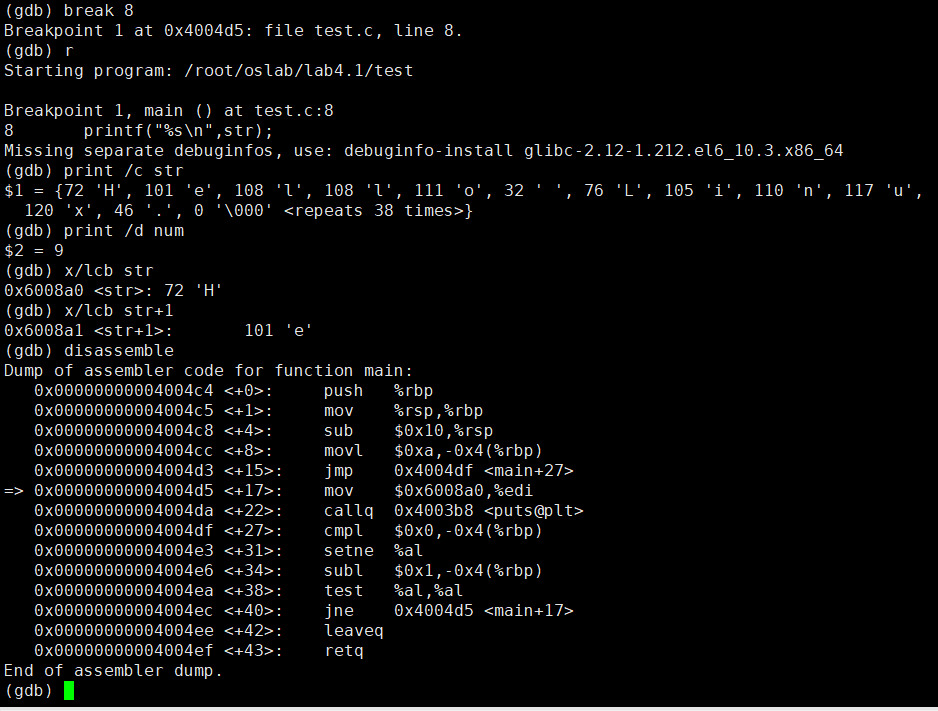 (gdb) break 8
Breakpoint 1 at 0x4004d5: file test.c, line 8.
(gdb) r
Starting program: /root/oslab/lab4.1/test

Breakpoint 1, main () at test.c:8
8       printf("%s\n",str);
Missing separate debuginfos, use: debuginfo-install glibc-2.12-1.212.el6_10.3.x86_64
(gdb) print /c str
$1 = {72 'H', 101 'e', 108 'l', 108 'l', 111 'o', 32 ' ', 76 'L', 105 'i', 110 'n', 117 'u',
  120 'x', 46 '.', 0 '\000' <repeats 38 times>}
(gdb) print /d num
$2 = 9
(gdb) x/lcb str
0x6008a0 <str>: 72 'H'
(gdb) x/lcb str+1
0x6008a1 <str+1>:       101 'e'
(gdb) disassemble
Dump of assembler code for function main:
   0x00000000004004c4 <+0>:     push   %rbp
   0x00000000004004c5 <+1>:     mov    %rsp,%rbp
   0x00000000004004c8 <+4>:     sub    $0x10,%rsp
   0x00000000004004cc <+8>:     movl   $0xa,-0x4(%rbp)
   0x00000000004004d3 <+15>:    jmp    0x4004df <main+27>
=> 0x00000000004004d5 <+17>:    mov    $0x6008a0,%edi
   0x00000000004004da <+22>:    callq  0x4003b8 <puts@plt>
   0x00000000004004df <+27>:    cmpl   $0x0,-0x4(%rbp)
   0x00000000004004e3 <+31>:    setne  %al
   0x00000000004004e6 <+34>:    subl   $0x1,-0x4(%rbp)
   0x00000000004004ea <+38>:    test   %al,%al
   0x00000000004004ec <+40>:    jne    0x4004d5 <main+17>
   0x00000000004004ee <+42>:    leaveq
   0x00000000004004ef <+43>:    retq
End of assembler dump.
(gdb)